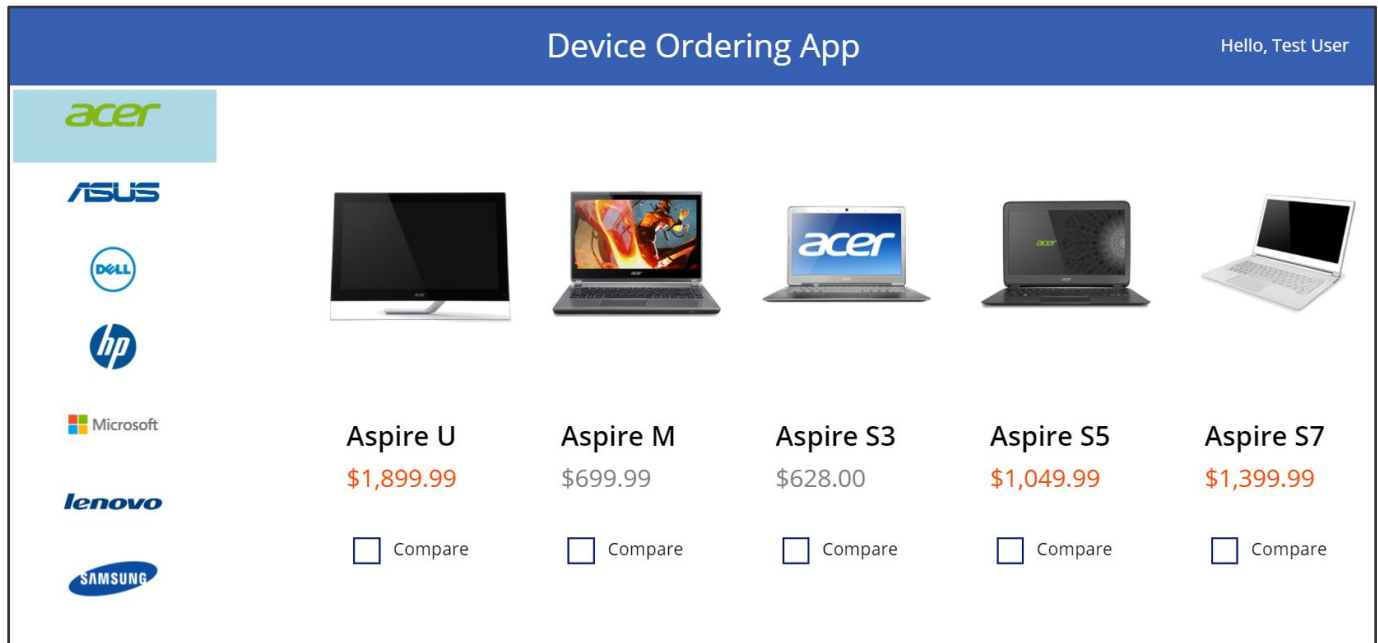 Device Ordering App
Hello, Test User
acer
ASUS
DELL
hp
Microsoft
lenovo
SAMSUNG
acer
acer
Aspire U
Aspire M
Aspire S3
Aspire S5
Aspire S7
$1,899.99
$699.99
$628.00
$1,049.99
$1,399.99
Compare
Compare
Compare
Compare
Compare